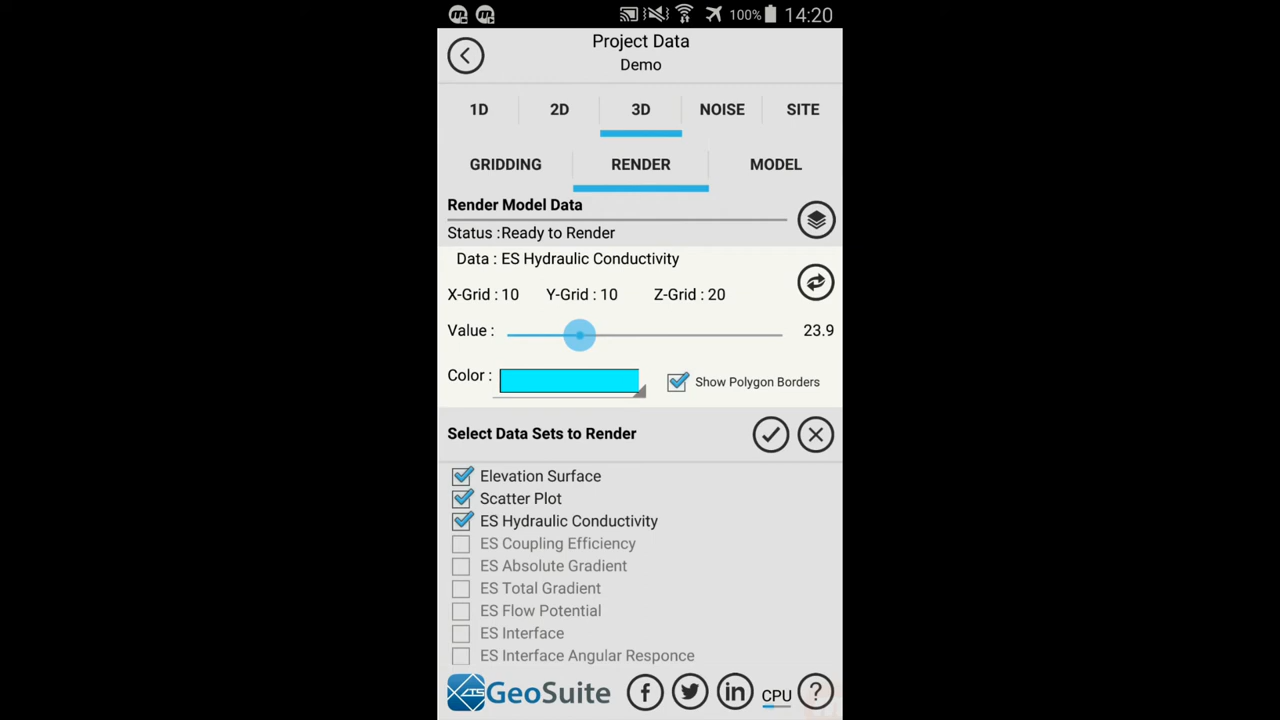 100% 14:20
Project Data
Demo
1D 2D 3D NOISE SITE
GRIDDING RENDER MODEL
Render Model Data
Status :Ready to Render
Data : ES Hydraulic Conductivity
X-Grid : 10 Y-Grid : 10 Z-Grid : 20
Value : 23.9
Color : Show Polygon Borders
Select Data Sets to Render
Elevation Surface
Scatter Plot
ES Hydraulic Conductivity
ES Coupling Efficiency
ES Absolute Gradient
ES Total Gradient
ES Flow Potential
ES Interface
ES Interface Angular Responce
GeoSuite f in CPU ?